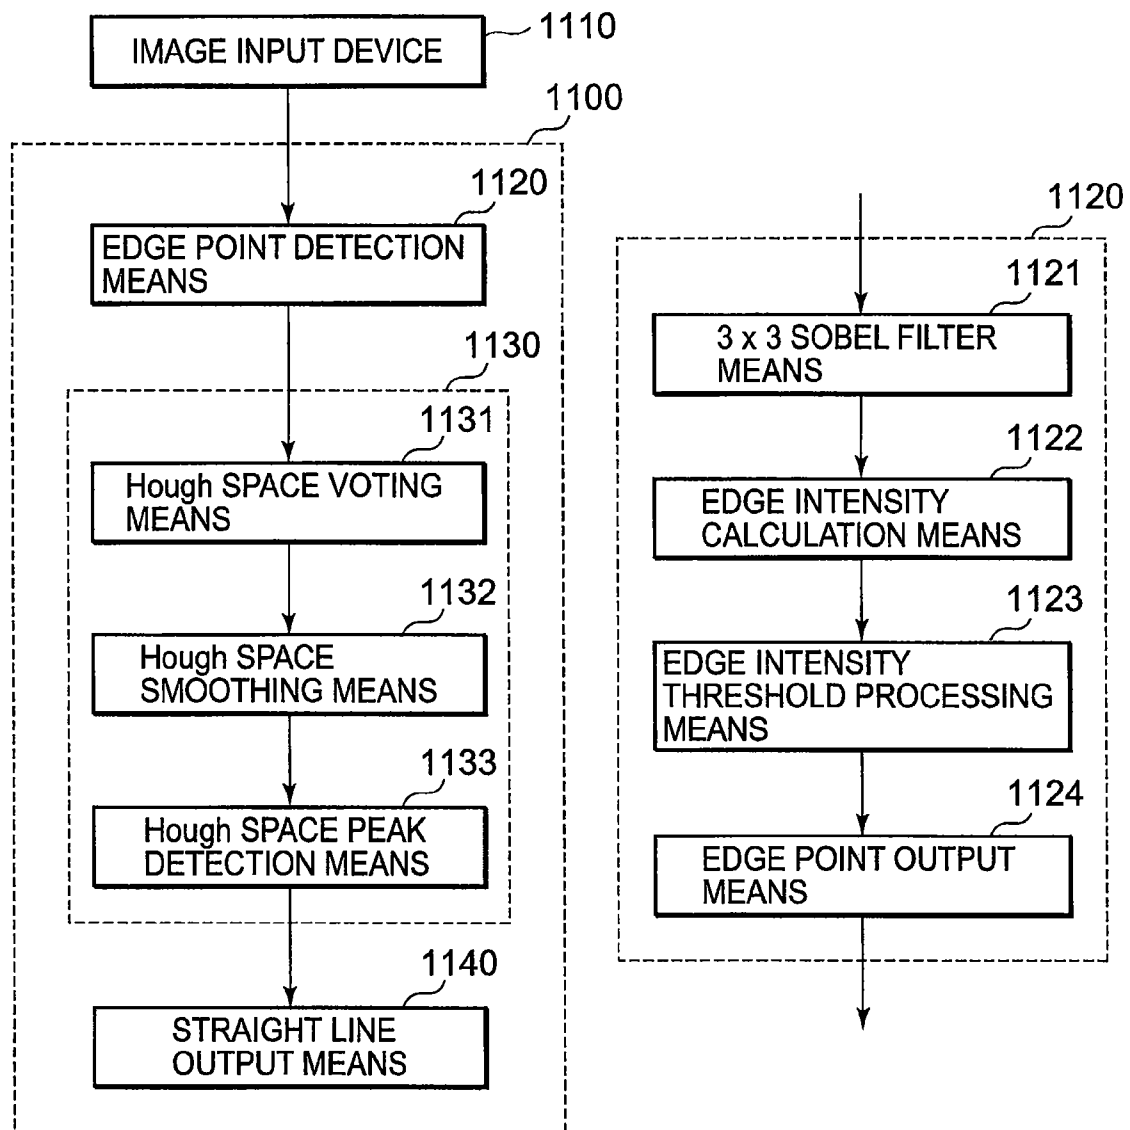 1110
IMAGE INPUT DEVICE
1100
1120
EDGE POINT DETECTION
MEANS
1130
1131
Hough SPACE VOTING
MEANS
1132
Hough SPACE
SMOOTHING MEANS
1133
Hough SPACE PEAK
DETECTION MEANS
1140
STRAIGHT LINE
OUTPUT MEANS
1120
1121
3 x 3 SOBEL FILTER
MEANS
1122
EDGE INTENSITY
CALCULATION MEANS
1123
EDGE INTENSITY
THRESHOLD PROCESSING
MEANS
1124
EDGE POINT OUTPUT
MEANS